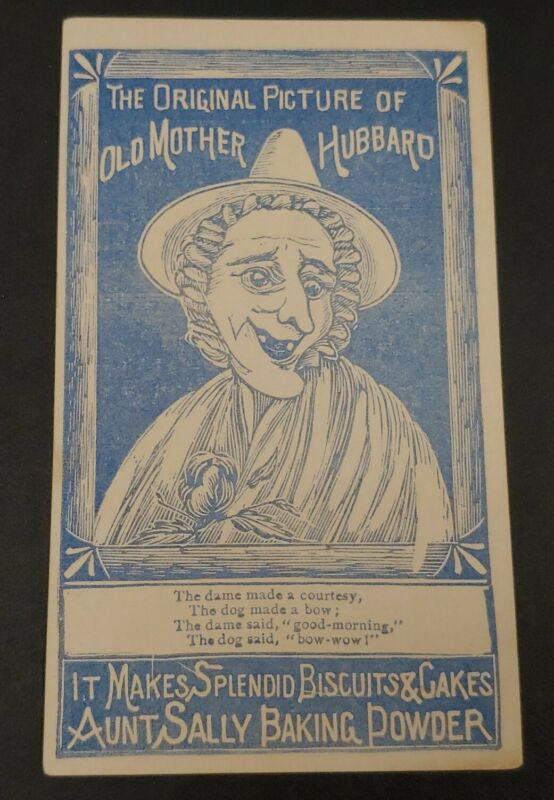 THE ORIGINAL PICTURE OF
OLD MOTHER HUBBARD
The dame made a courtesy,
The dog made a bow;
The dame said, "good-morning,"
The dog said, "bow-wow!"
IT MAKES SPLENDID BISCUITS & CAKES
AUNT SALLY BAKING POWDER